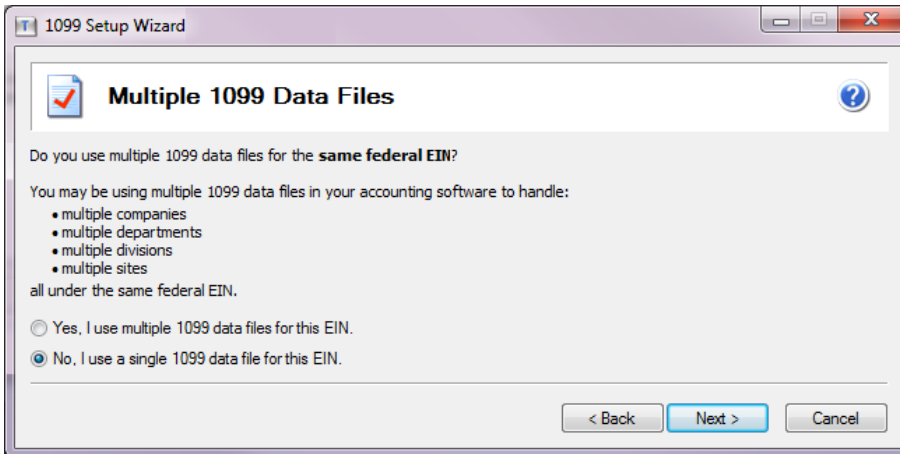 1099 Setup Wizard
Multiple 1099 Data Files
Do you use multiple 1099 data files for the same federal EIN?
You may be using multiple 1099 data files in your accounting software to handle:
• multiple companies
• multiple departments
• multiple divisions
• multiple sites
all under the same federal EIN.
Yes, I use multiple 1099 data files for this EIN.
No, I use a single 1099 data file for this EIN.
< Back Next > Cancel